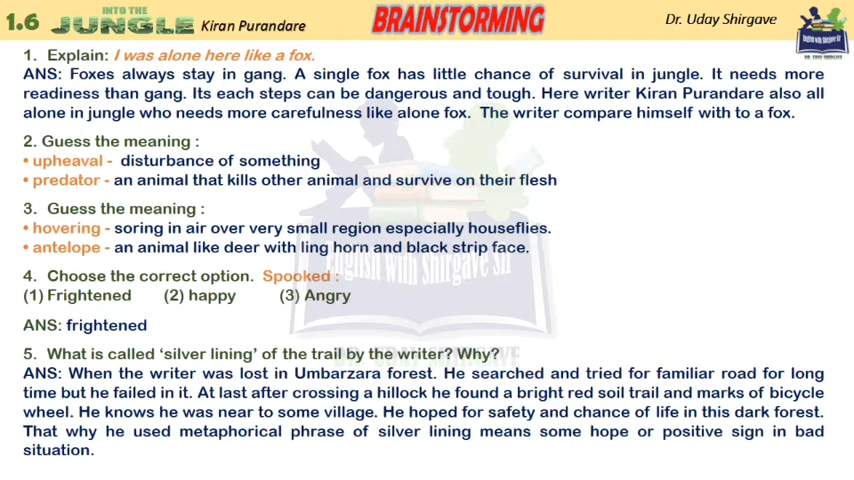 1.6 INTO THE JUNGLE Kiran Purandare BRAINSTORMING Dr. Uday Shirgave
1. Explain: I was alone here like a fox.
ANS: Foxes always stay in gang. A single fox has little chance of survival in jungle. It needs more
readiness than gang. Its each steps can be dangerous and tough. Here writer Kiran Purandare also all
alone in jungle who needs more carefulness like alone fox. The writer compare himself with to a fox.
2. Guess the meaning :
• upheaval - disturbance of something
• predator - an animal that kills other animal and survive on their flesh
3. Guess the meaning :
• hovering - soring in air over very small region especially houseflies.
• antelope - an animal like deer with ling horn and black strip face.
4. Choose the correct option. Spooked :
(1) Frightened (2) happy (3) Angry
ANS: frightened
5. What is called ‘silver lining’ of the trail by the writer? Why?
ANS: When the writer was lost in Umbarzara forest. He searched and tried for familiar road for long
time but he failed in it. At last after crossing a hillock he found a bright red soil trail and marks of bicycle
wheel. He knows he was near to some village. He hoped for safety and chance of life in this dark forest.
That why he used metaphorical phrase of silver lining means some hope or positive sign in bad
situation.
English with Shirgave Sir
DR. UDAY SHIRGAVE